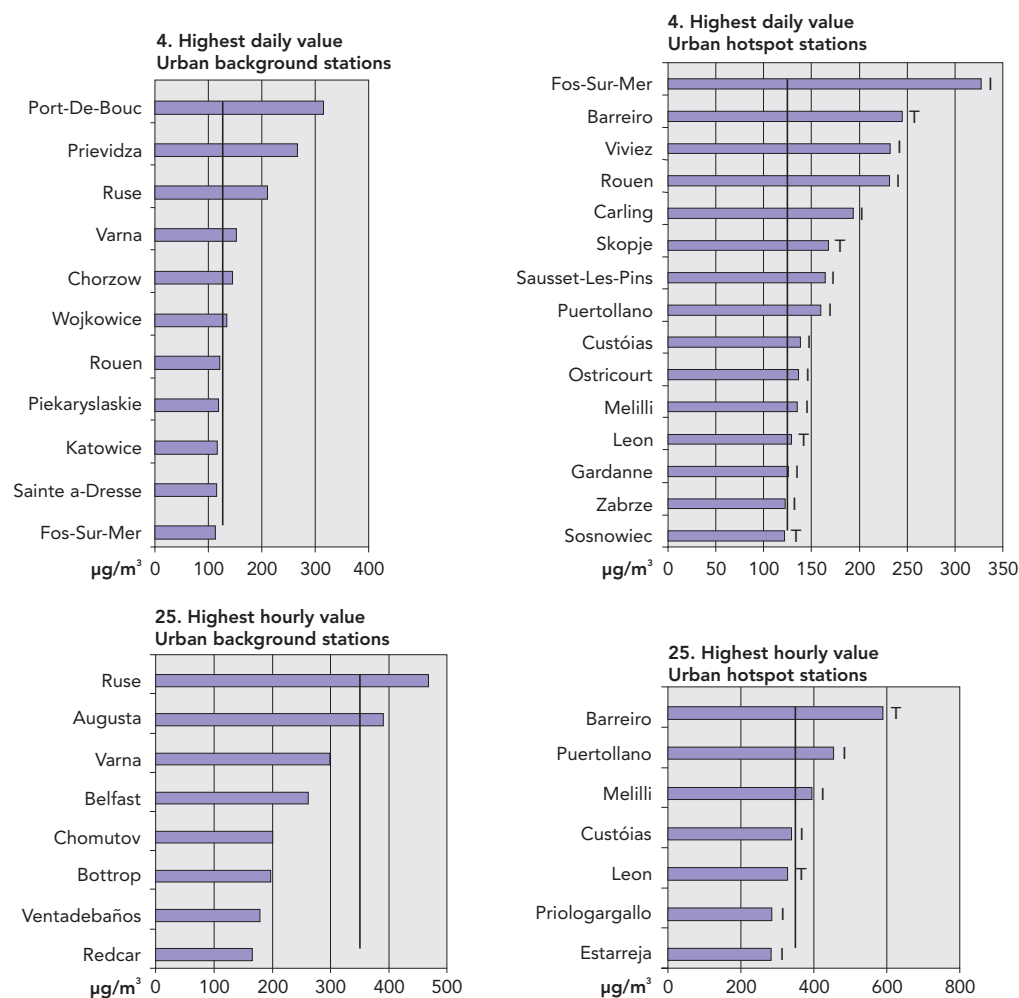 4. Highest daily value
Urban background stations
Port-De-Bouc
Prievidza
Ruse
Varna
Chorzow
Wojkowice
Rouen
Piekaryslaskie
Katowice
Sainte a-Dresse
Fos-Sur-Mer
µg/m³ 0 100 200 300 400
4. Highest daily value
Urban hotspot stations
Fos-Sur-Mer I
Barreiro T
Viviez I
Rouen I
Carling I
Skopje T
Sausset-Les-Pins I
Puertollano I
Custóias I
Ostricourt I
Melilli I
Leon T
Gardanne I
Zabrze I
Sosnowiec T
µg/m³ 0 50 100 150 200 250 300 350
25. Highest hourly value
Urban background stations
Ruse
Augusta
Varna
Belfast
Chomutov
Bottrop
Ventadebaños
Redcar
µg/m³ 0 100 200 300 400 500
25. Highest hourly value
Urban hotspot stations
Barreiro T
Puertollano I
Melilli I
Custóias I
Leon T
Priologargallo I
Estarreja I
µg/m³ 0 200 400 600 800